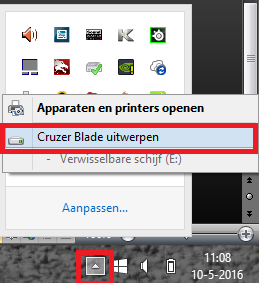 Apparaten en printers openen
Cruzer Blade uitwerpen
- Verwisselbare schijf (E:)
Aanpassen...
11:08
10-5-2016